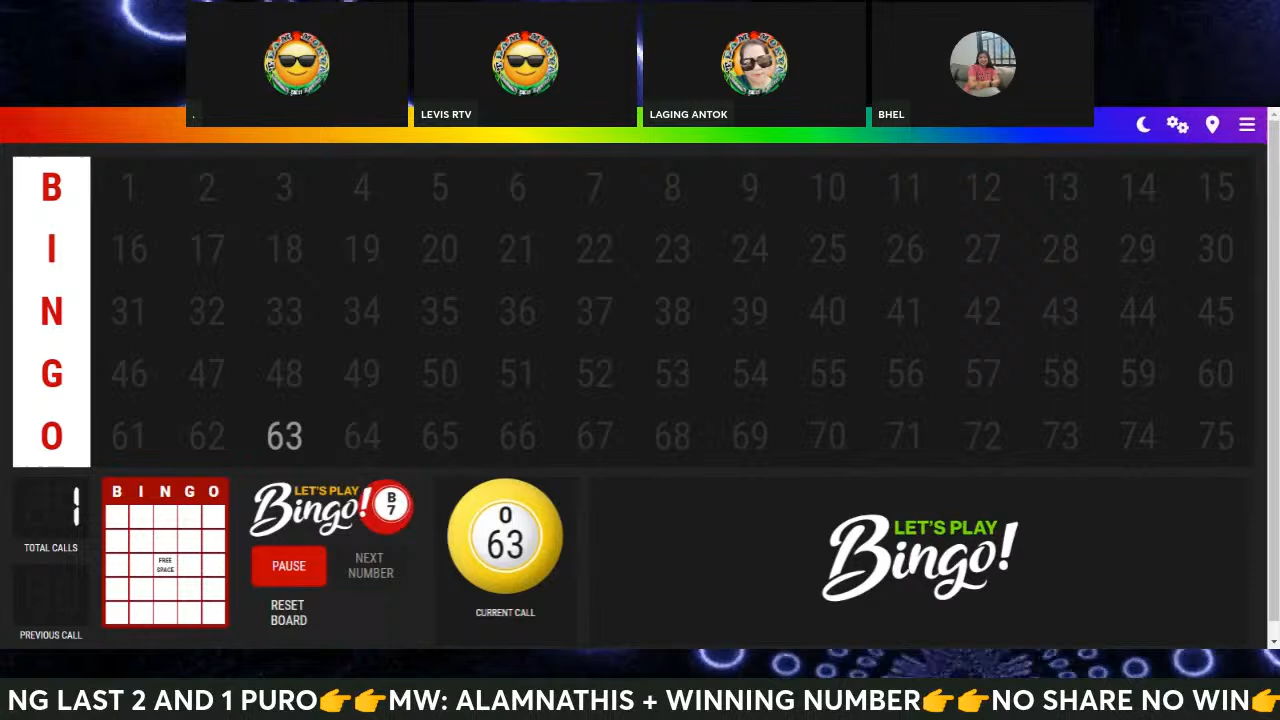 .
LEVIS RTV
LAGING ANTOK
BHEL
B 1 2 3 4 5 6 7 8 9 10 11 12 13 14 15
I 16 17 18 19 20 21 22 23 24 25 26 27 28 29 30
N 31 32 33 34 35 36 37 38 39 40 41 42 43 44 45
G 46 47 48 49 50 51 52 53 54 55 56 57 58 59 60
O 61 62 63 64 65 66 67 68 69 70 71 72 73 74 75
1
TOTAL CALLS
PREVIOUS CALL
B I N G O
FREE
SPACE
LET'S PLAY
Bingo!
B
7
PAUSE
NEXT
NUMBER
RESET
BOARD
O
63
CURRENT CALL
LET'S PLAY
Bingo!
NG LAST 2 AND 1 PURO👉👉MW: ALAMNATHIS + WINNING NUMBER👉👉NO SHARE NO WIN👉